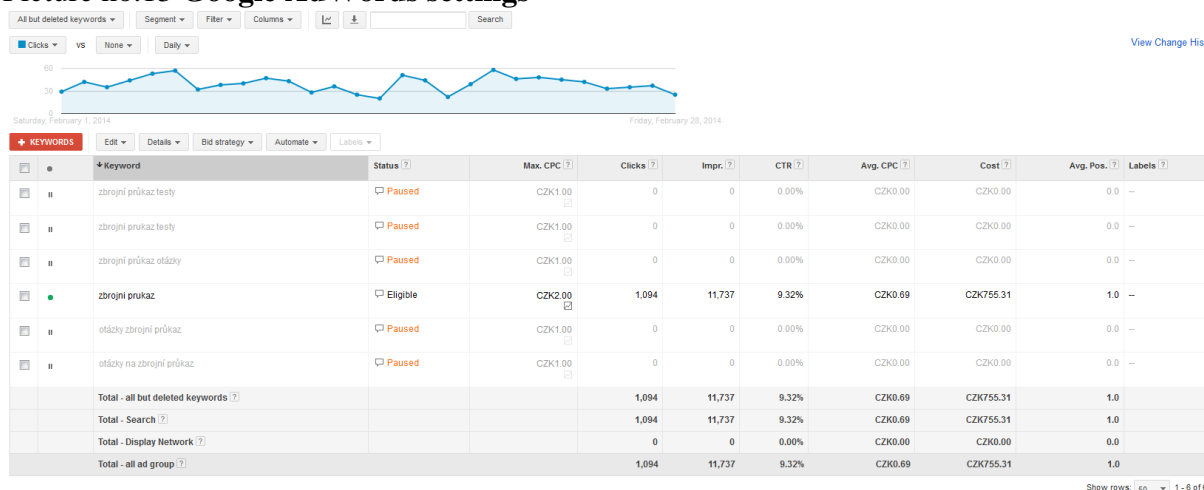 Picture no.15 Google AdWords settings
All but deleted keywords Segment Filter Columns Search
Clicks VS None Daily View Change His
60
30
0
Saturday, February 1, 2014 Friday, February 28, 2014
+ KEYWORDS Edit Details Bid strategy Automate Labels
Keyword Status ? Max. CPC ? Clicks ? Impr. ? CTR ? Avg. CPC ? Cost ? Avg. Pos. ? Labels ?
zbrojní průkaz testy Paused CZK1.00 0 0 0.00% CZK0.00 CZK0.00 0.0 --
zbrojni prukaz testy Paused CZK1.00 0 0 0.00% CZK0.00 CZK0.00 0.0 --
zbrojní průkaz otázky Paused CZK1.00 0 0 0.00% CZK0.00 CZK0.00 0.0 --
zbrojni prukaz Eligible CZK2.00 1,094 11,737 9.32% CZK0.69 CZK755.31 1.0 --
otázky zbrojní průkaz Paused CZK1.00 0 0 0.00% CZK0.00 CZK0.00 0.0 --
otázky na zbrojní průkaz Paused CZK1.00 0 0 0.00% CZK0.00 CZK0.00 0.0 --
Total - all but deleted keywords ? 1,094 11,737 9.32% CZK0.69 CZK755.31 1.0
Total - Search ? 1,094 11,737 9.32% CZK0.69 CZK755.31 1.0
Total - Display Network ? 0 0 0.00% CZK0.00 CZK0.00 0.0
Total - all ad group ? 1,094 11,737 9.32% CZK0.69 CZK755.31 1.0
Show rows: 50 1 - 6 of